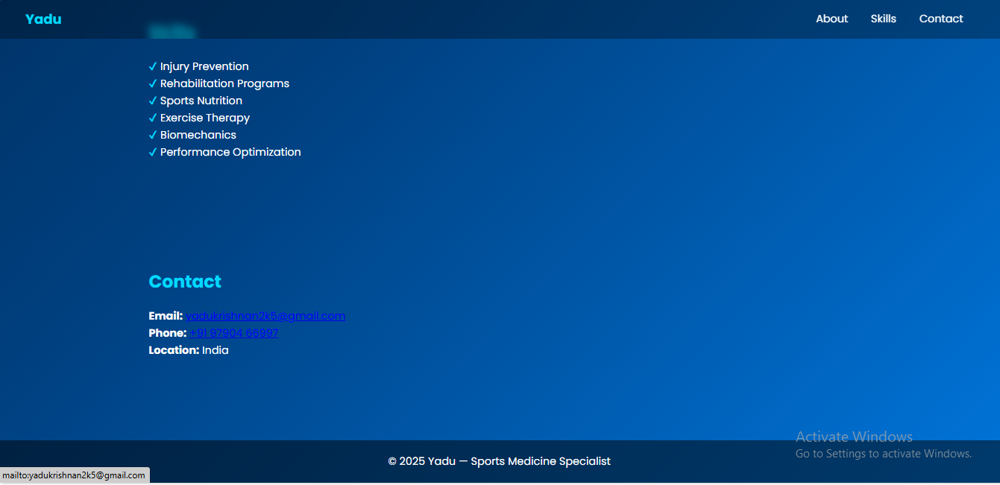 Yadu
About Skills Contact
Skills
✓ Injury Prevention
✓ Rehabilitation Programs
✓ Sports Nutrition
✓ Exercise Therapy
✓ Biomechanics
✓ Performance Optimization
Contact
Email: yadukrishnan2k5@gmail.com
Phone: +91 97904 66997
Location: India
Activate Windows
Go to Settings to activate Windows.
© 2025 Yadu — Sports Medicine Specialist
mailto:yadukrishnan2k5@gmail.com